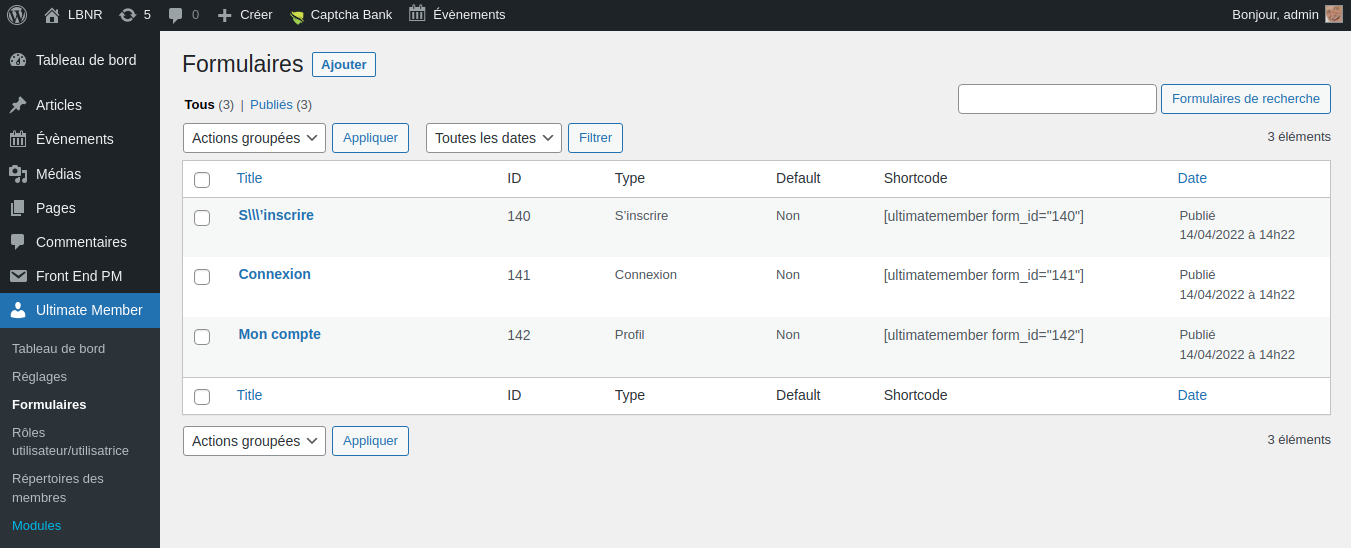 LBNR 5 0 Créer Captcha Bank Évènements Bonjour, admin
Tableau de bord
Articles
Évènements
Médias
Pages
Commentaires
Front End PM
Ultimate Member
Tableau de bord
Réglages
Formulaires
Rôles
utilisateur/utilisatrice
Répertoires des
membres
Modules
Formulaires Ajouter
Tous (3) | Publiés (3)
Formulaires de recherche
Actions groupées Appliquer Toutes les dates Filtrer
3 éléments
Title ID Type Default Shortcode Date
S\\\'inscrire 140 S’inscrire Non [ultimatemember form_id="140"] Publié
14/04/2022 à 14h22
Connexion 141 Connexion Non [ultimatemember form_id="141"] Publié
14/04/2022 à 14h22
Mon compte 142 Profil Non [ultimatemember form_id="142"] Publié
14/04/2022 à 14h22
Title ID Type Default Shortcode Date
Actions groupées Appliquer
3 éléments